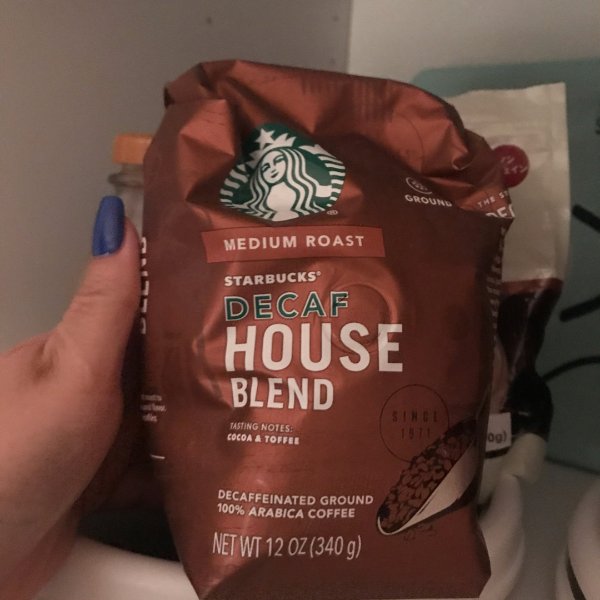 GROUND
MEDIUM ROAST
STARBUCKS®
DECAF
HOUSE
BLEND
TASTING NOTES:
COCOA & TOFFEE
SINCE
1971
DECAFFEINATED GROUND
100% ARABICA COFFEE
NET WT 12 OZ (340 g)